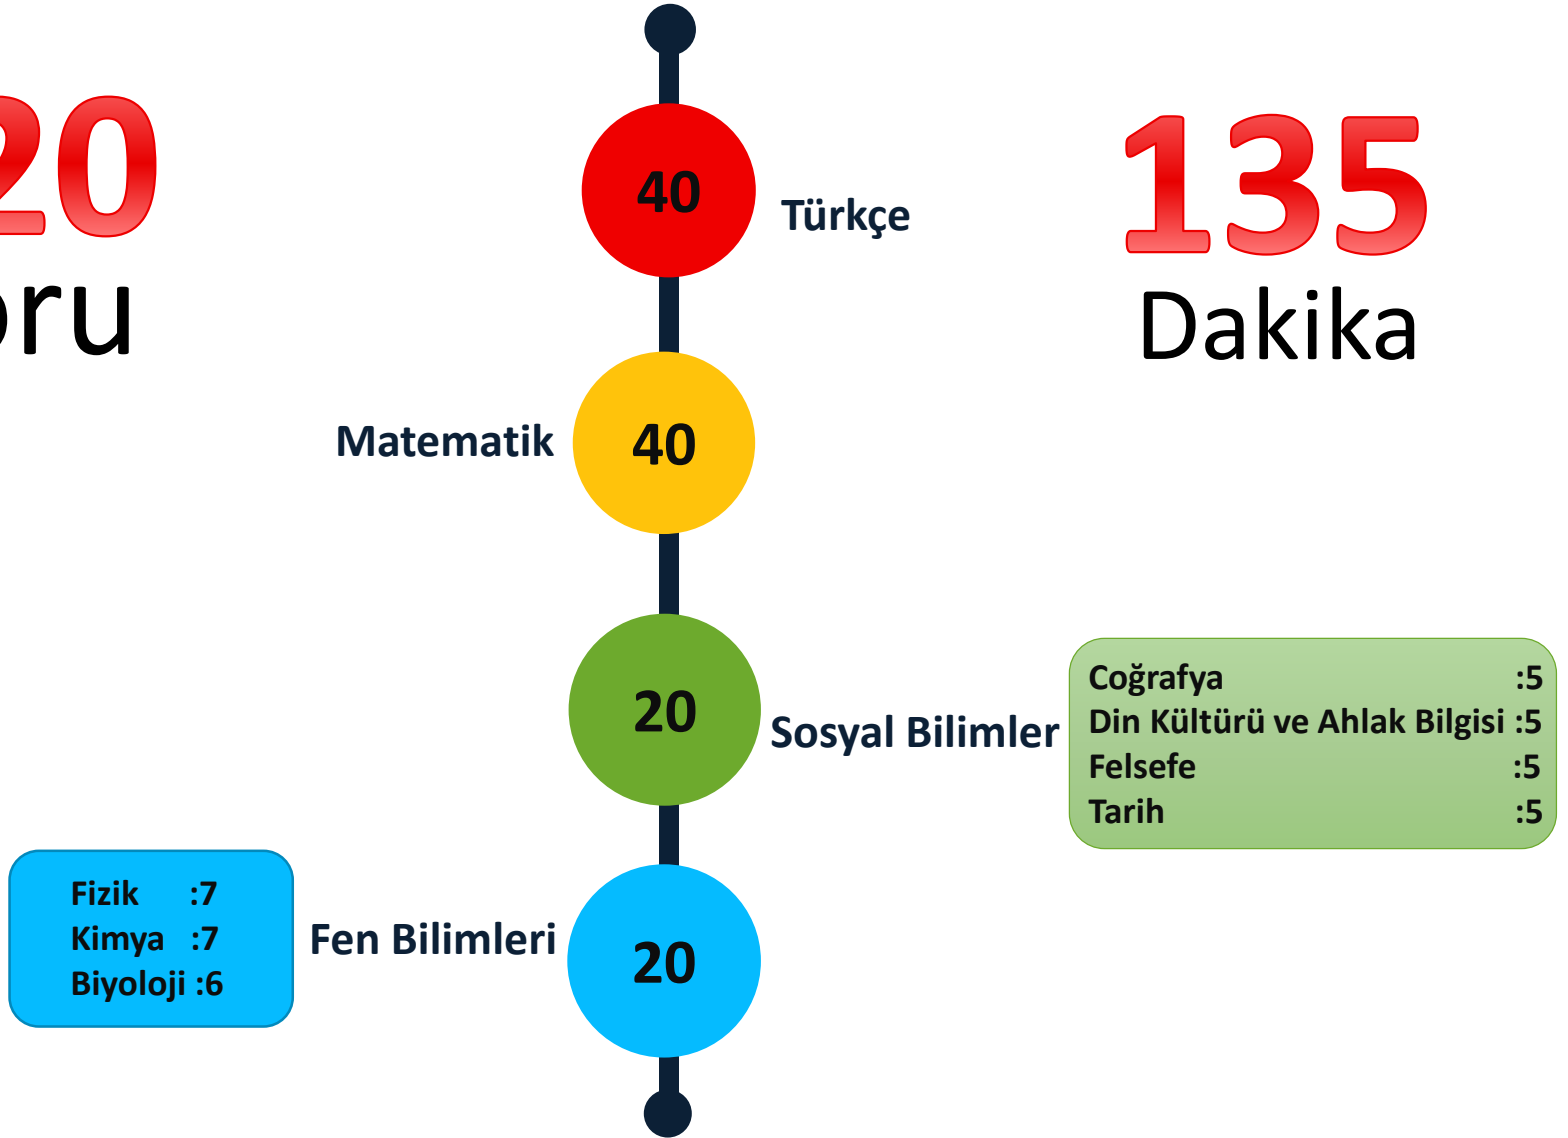 20
oru
40
Türkçe
135
Dakika
Matematik
40
20
Sosyal Bilimler
Coğrafya :5
Din Kültürü ve Ahlak Bilgisi :5
Felsefe :5
Tarih :5
Fizik :7
Kimya :7
Biyoloji :6
Fen Bilimleri
20